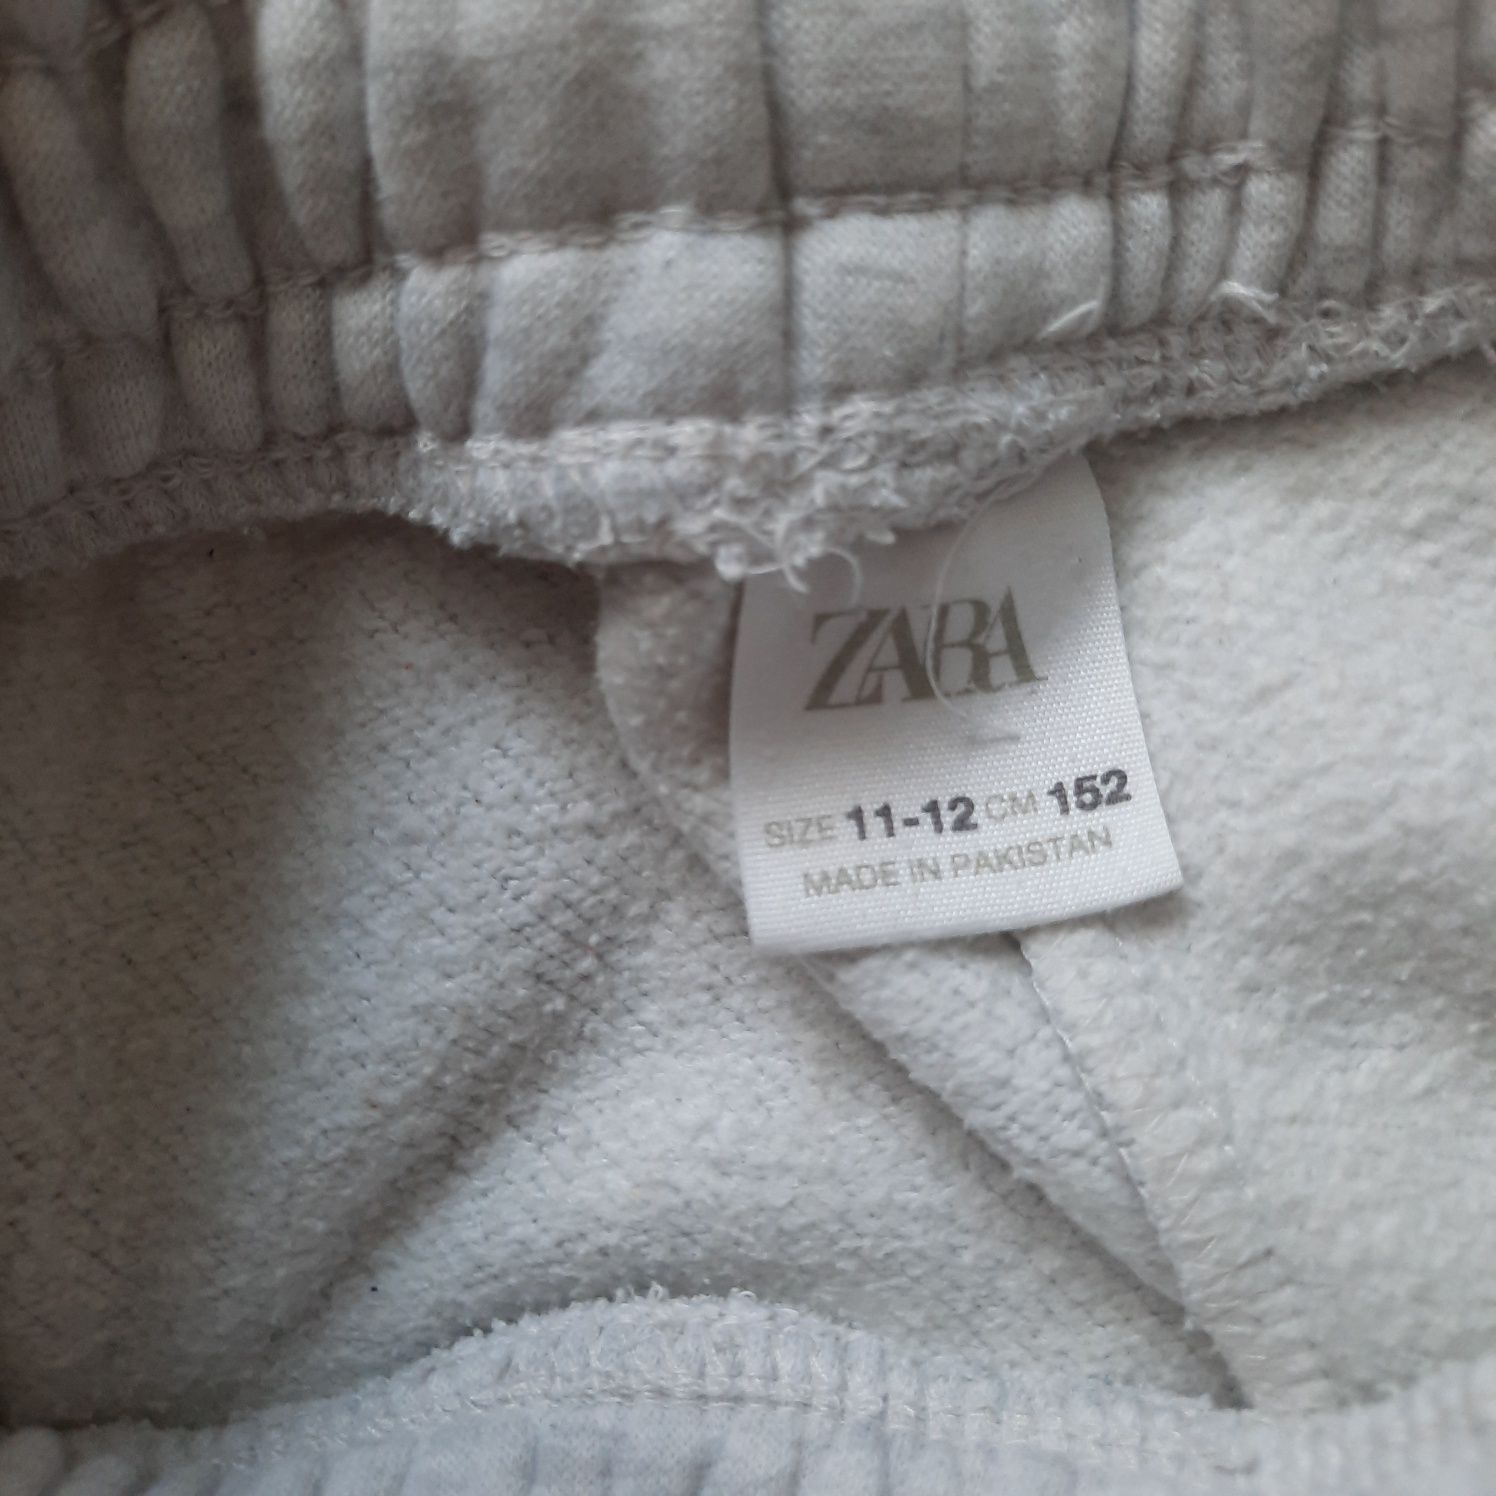 ZARA
SIZE 11-12 CM 152
MADE IN PAKISTAN